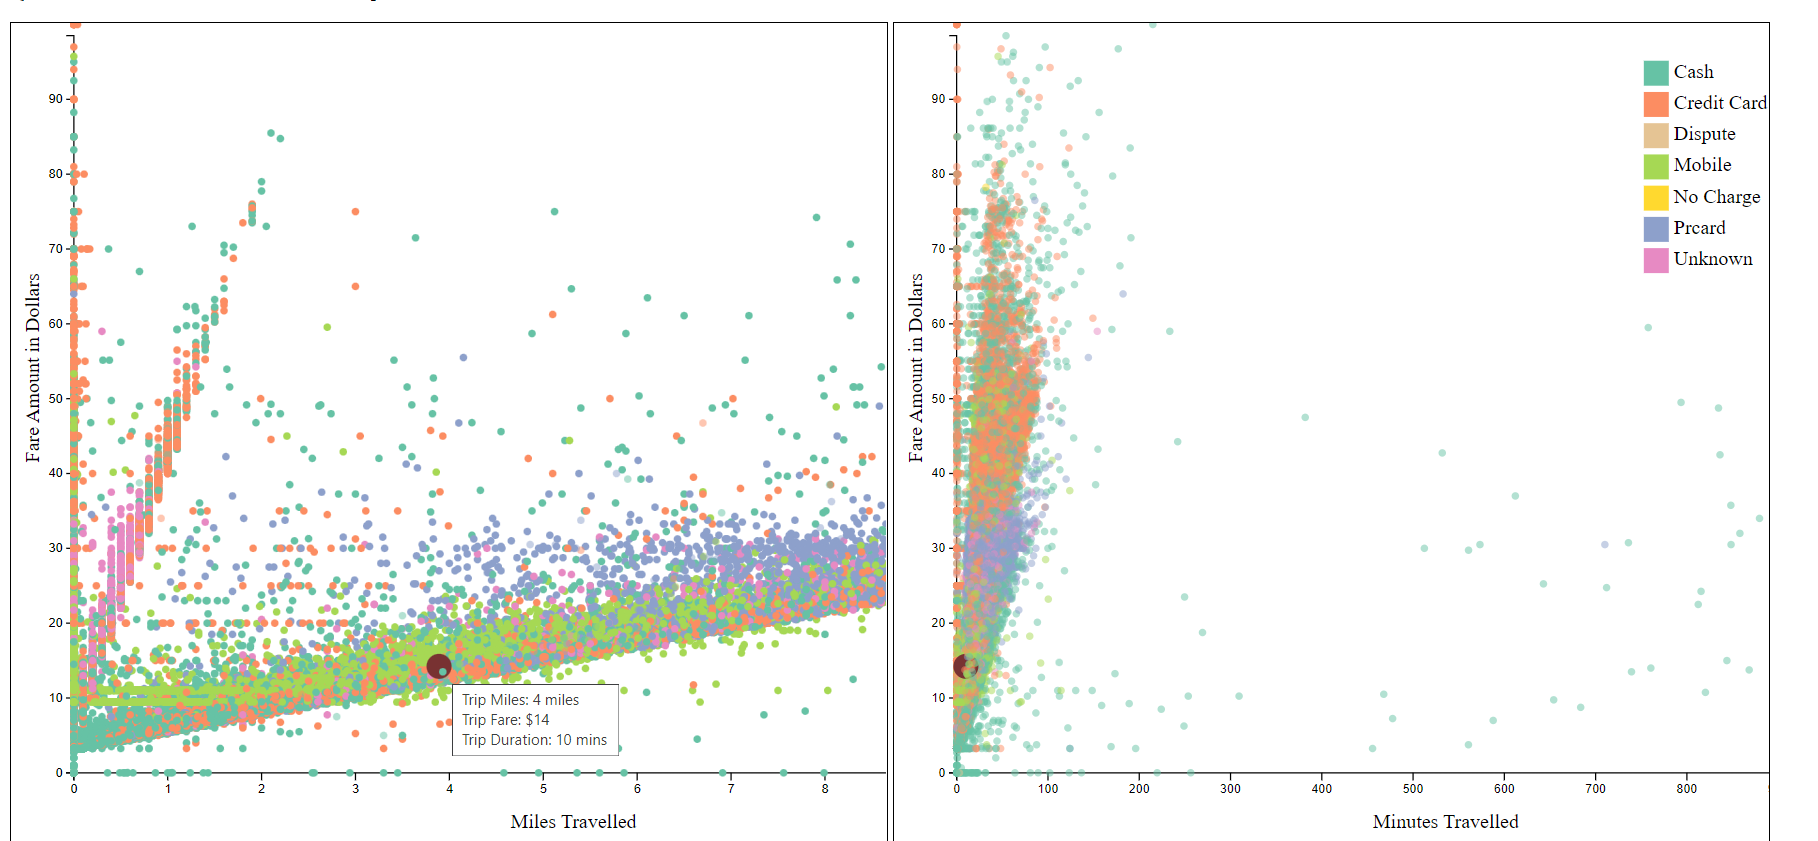 90
80
70
60
50
40
30
20
10
0
Fare Amount in Dollars
0 1 2 3 4 5 6 7 8
Miles Travelled
Trip Miles: 4 miles
Trip Fare: $14
Trip Duration: 10 mins
90
80
70
60
50
40
30
20
10
0
Fare Amount in Dollars
0 100 200 300 400 500 600 700 800
Minutes Travelled
Cash
Credit Card
Dispute
Mobile
No Charge
Prcard
Unknown